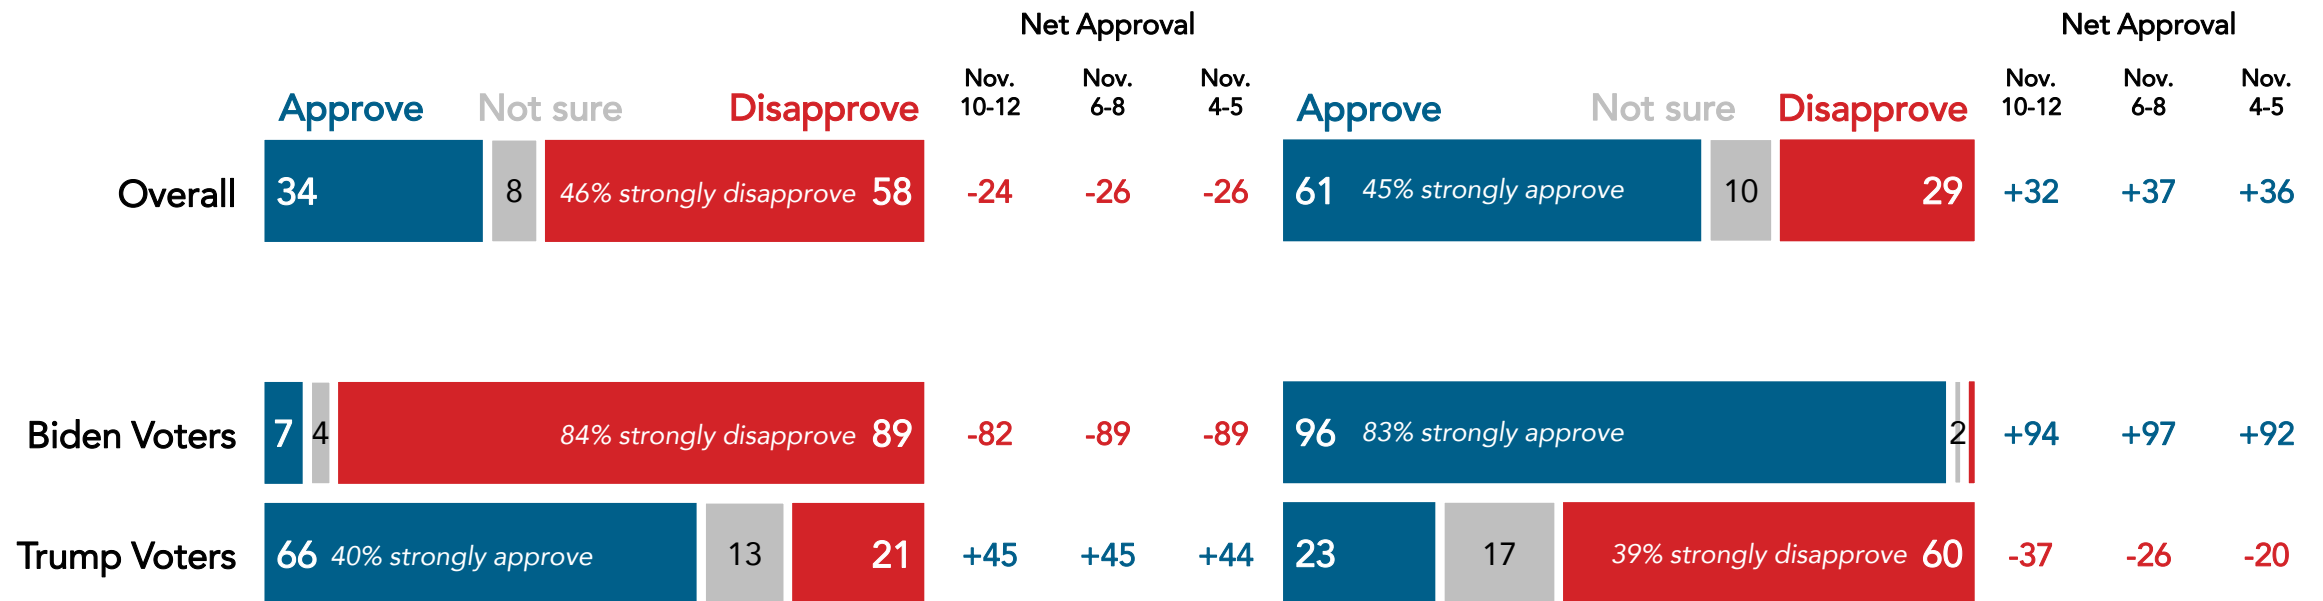 Net Approval Net Approval
Nov. Nov. Nov. Nov. Nov. Nov.
Approve Not sure Disapprove 10-12 6-8 4-5 Approve Not sure Disapprove 10-12 6-8 4-5
Overall 34 8 46% strongly disapprove 58 -24 -26 -26 61 45% strongly approve 10 29 +32 +37 +36
Biden Voters 7 4 84% strongly disapprove 89 -82 -89 -89 96 83% strongly approve 2 +94 +97 +92
Trump Voters 66 40% strongly approve 13 21 +45 +45 +44 23 17 39% strongly disapprove 60 -37 -26 -20